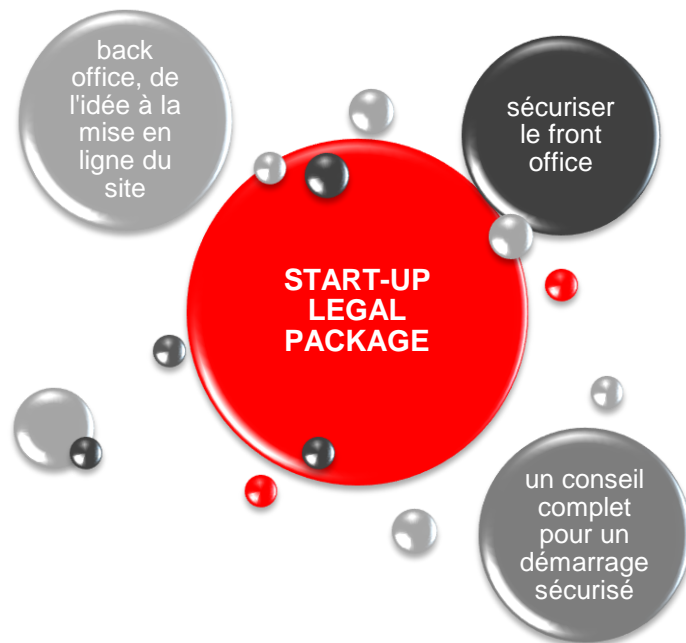 back
office, de
l'idée à la
mise en
ligne du
site
sécuriser
le front
office
START-UP
LEGAL
PACKAGE
un conseil
complet
pour un
démarrage
sécurisé